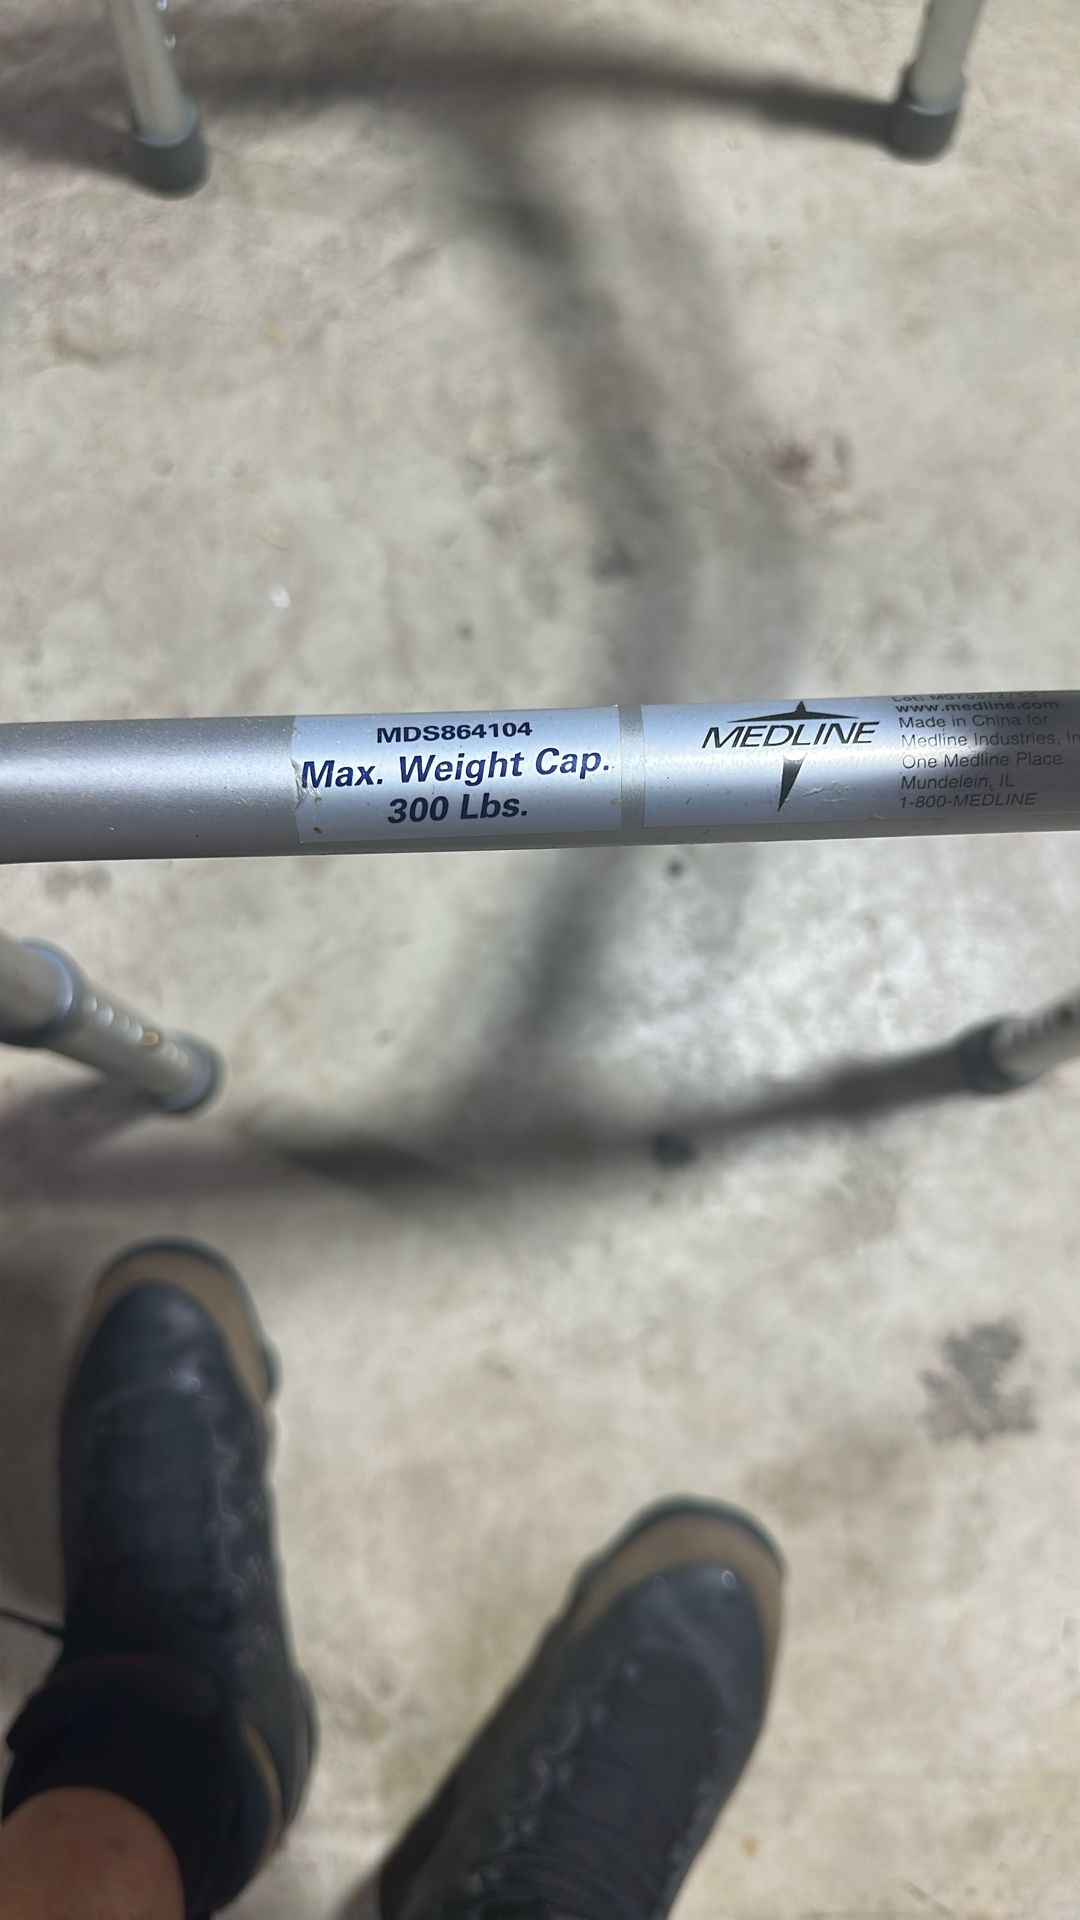 MDS864104
Max. Weight Cap.
300 Lbs.
MEDLINE
www.medline.com
Made in China for
Medline Industries,
One Medline Place
Mundelein, IL
1-800-MEDLINE